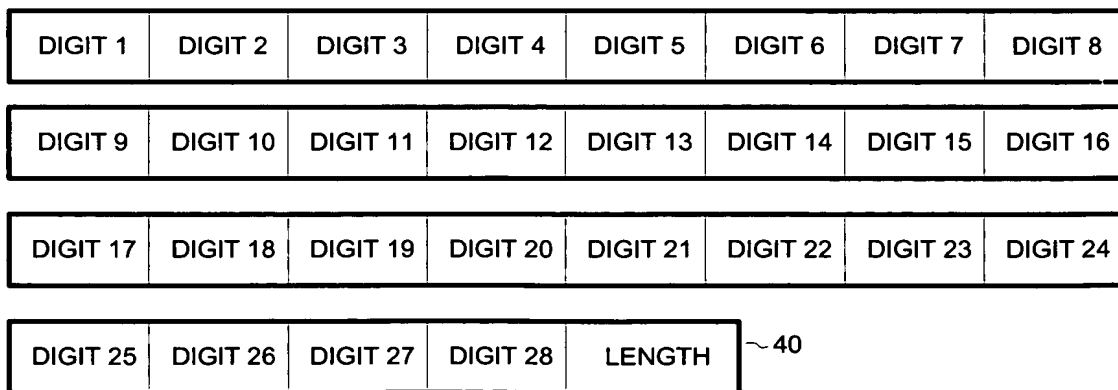 DIGIT 1 DIGIT 2 DIGIT 3 DIGIT 4 DIGIT 5 DIGIT 6 DIGIT 7 DIGIT 8
DIGIT 9 DIGIT 10 DIGIT 11 DIGIT 12 DIGIT 13 DIGIT 14 DIGIT 15 DIGIT 16
DIGIT 17 DIGIT 18 DIGIT 19 DIGIT 20 DIGIT 21 DIGIT 22 DIGIT 23 DIGIT 24
DIGIT 25 DIGIT 26 DIGIT 27 DIGIT 28 LENGTH ~40